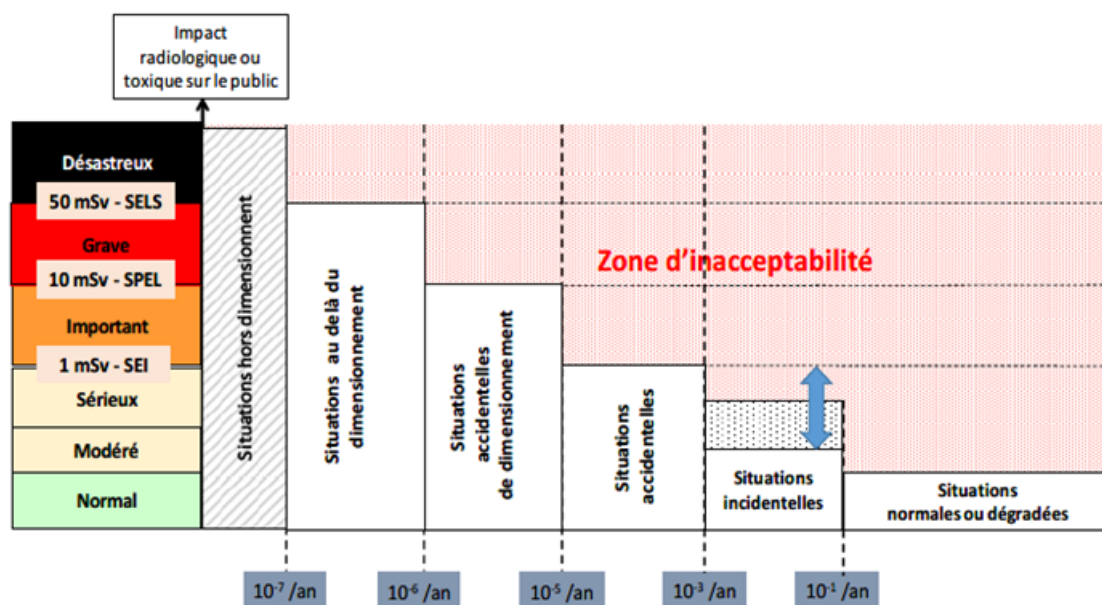 Impact
radiologique ou
toxique sur le public
Désastreux
50 mSv - SELS
Grave
10 mSv - SPEL
Important
1 mSv - SEI
Sérieux
Modéré
Normal
Situations hors dimensionnent
Situations au delà du
dimensionnement
Situations
accidentelles
de dimensionnement
Situations
accidentelles
Situations
incidentelles
Situations
normales ou dégradées
Zone d'inacceptabilité
10⁻⁷ /an
10⁻⁶ /an
10⁻⁵ /an
10⁻³ /an
10⁻¹ /an